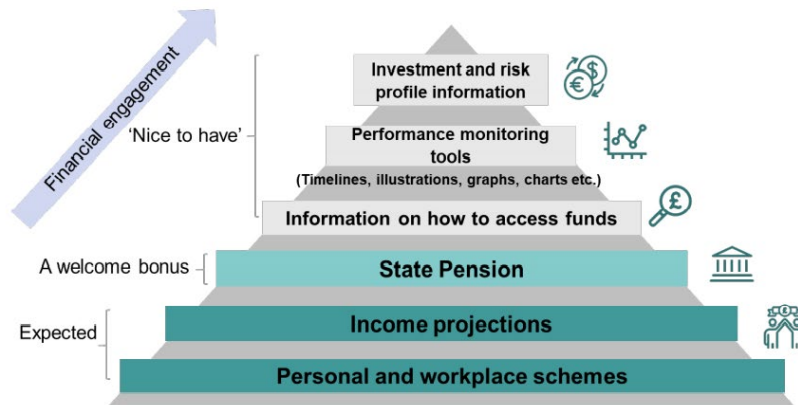 Financial engagement
'Nice to have'
Investment and risk
profile information
€ $
Performance monitoring
tools
(Timelines, illustrations, graphs, charts etc.)
Information on how to access funds
£
A welcome bonus
State Pension
Expected
Income projections
£
Personal and workplace schemes